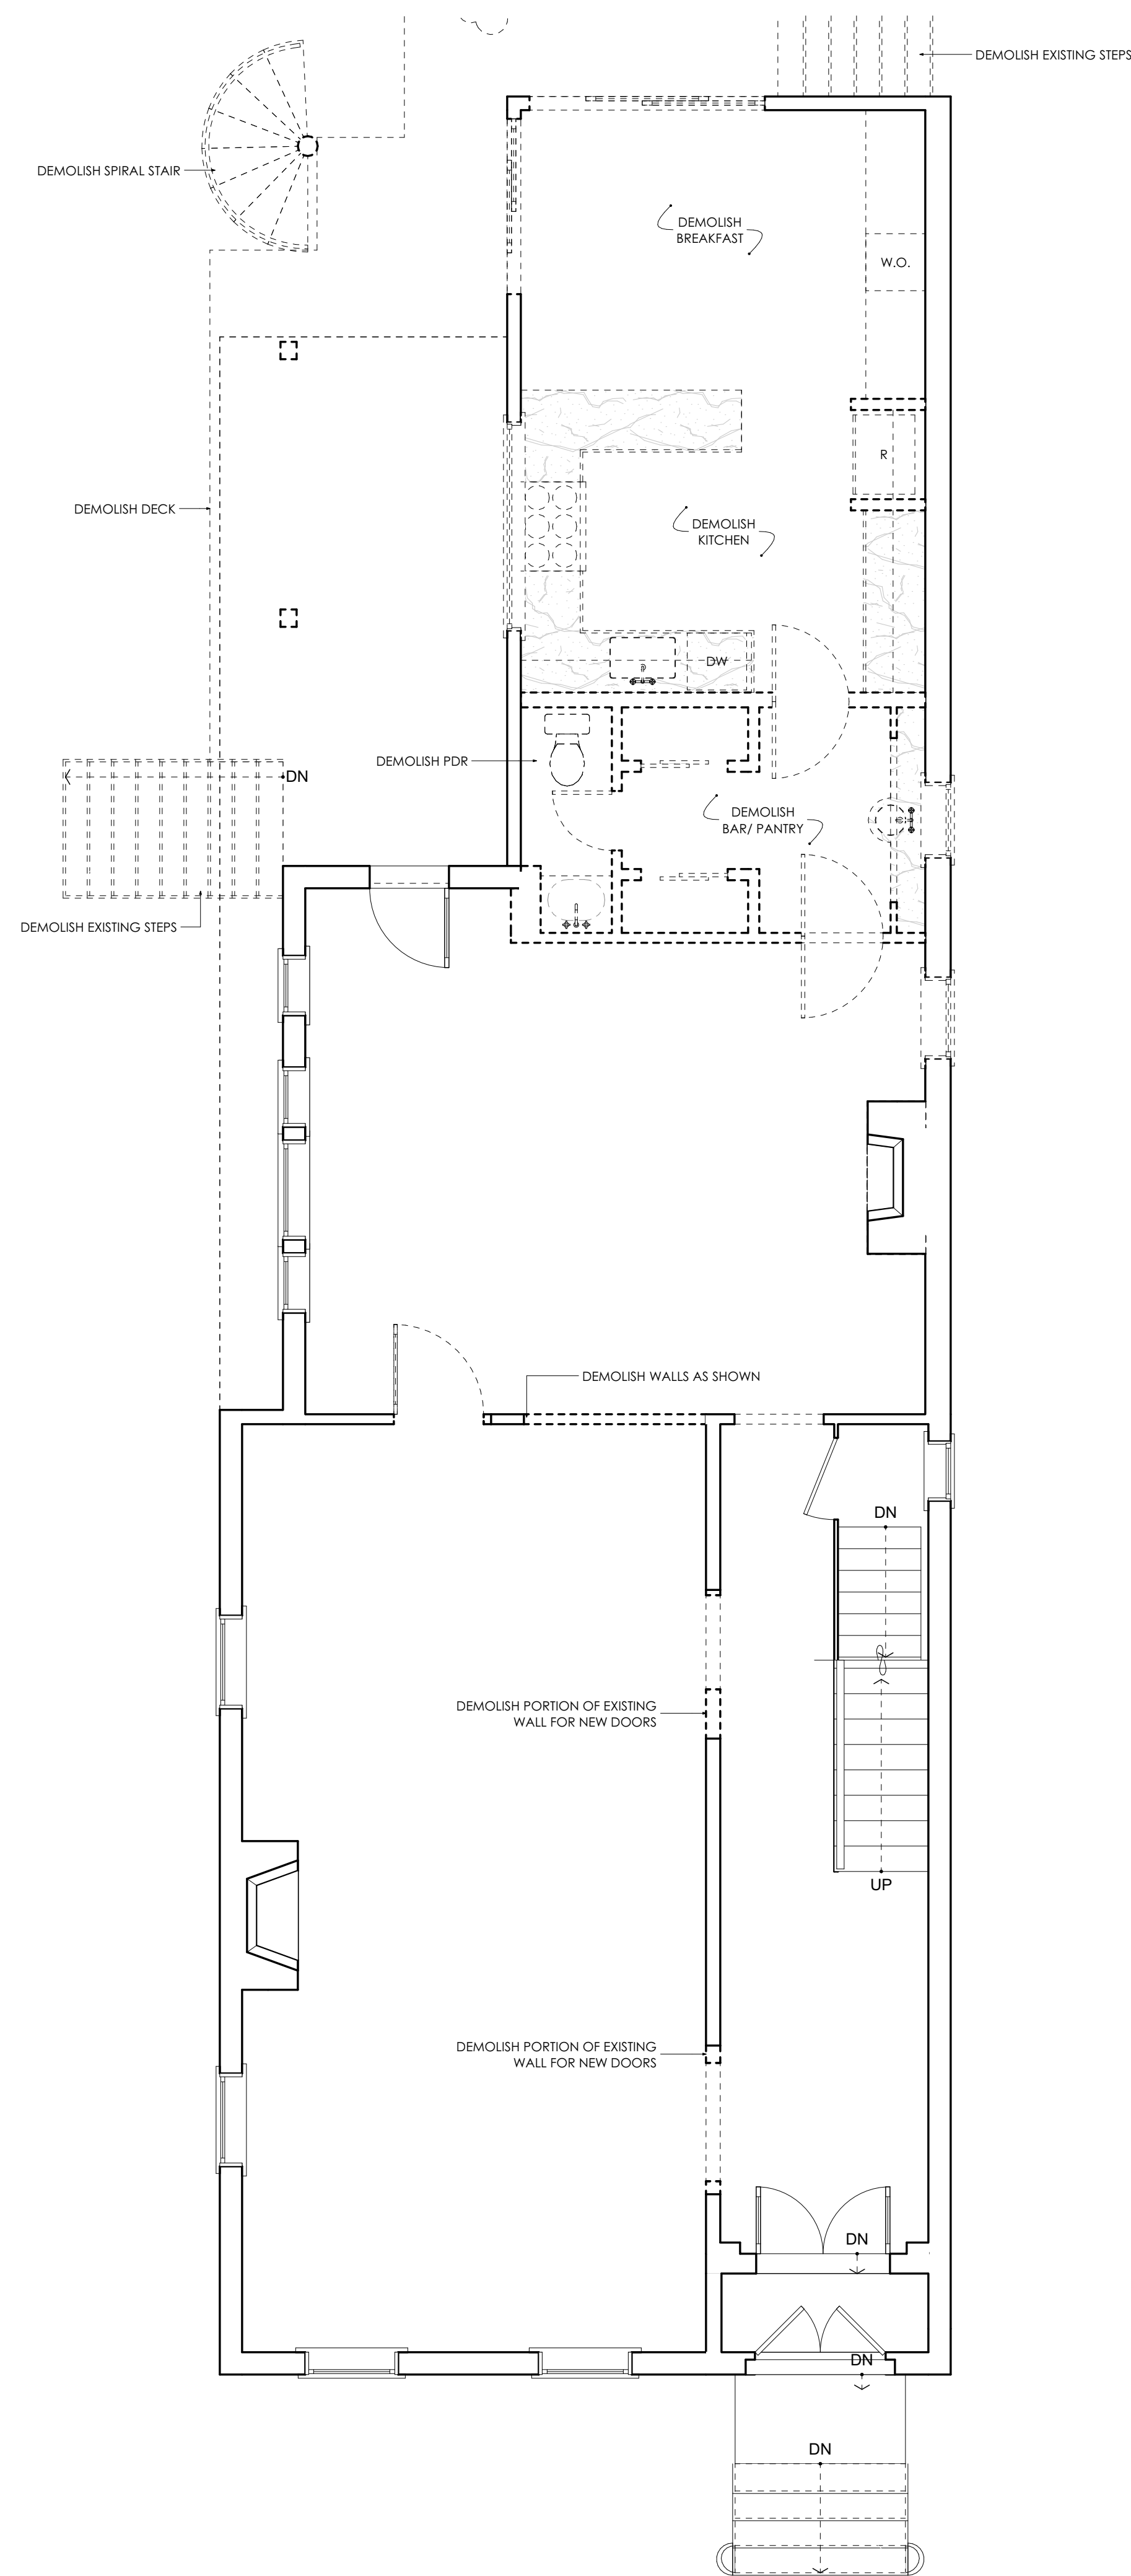 DEMOLISH EXISTING STEPS
DEMOLISH SPIRAL STAIR
DEMOLISH
BREAKFAST
W.O.
R
DEMOLISH DECK
DEMOLISH
KITCHEN
DW
DEMOLISH PDR
DN
DEMOLISH
BAR/ PANTRY
DEMOLISH EXISTING STEPS
DEMOLISH WALLS AS SHOWN
DN
DEMOLISH PORTION OF EXISTING
WALL FOR NEW DOORS
UP
DEMOLISH PORTION OF EXISTING
WALL FOR NEW DOORS
DN
DN
DN